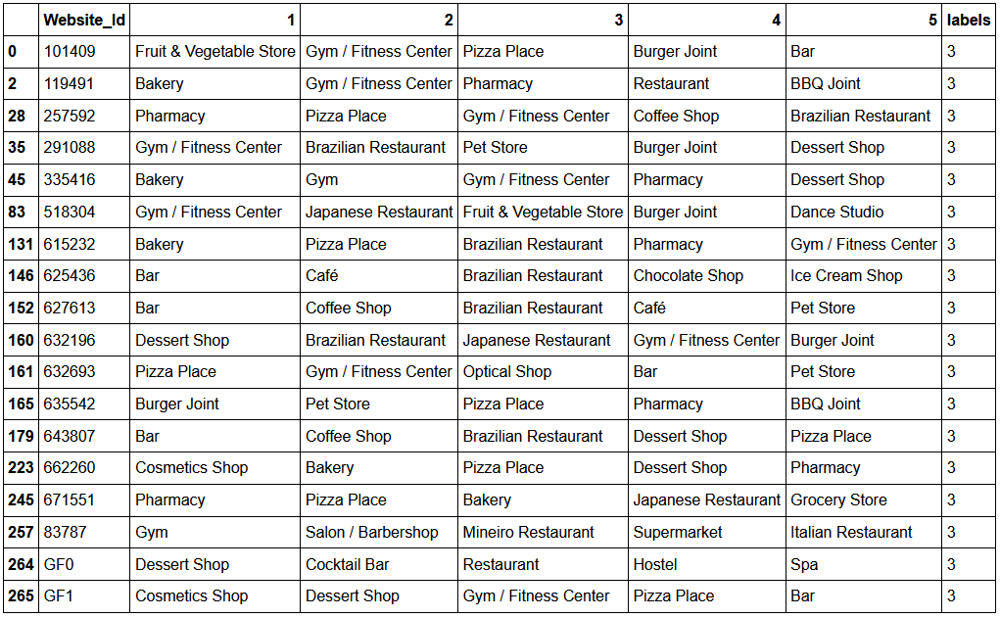 Website_Id 1 2 3 4 5 labels
0 101409 Fruit & Vegetable Store Gym / Fitness Center Pizza Place Burger Joint Bar 3
2 119491 Bakery Gym / Fitness Center Pharmacy Restaurant BBQ Joint 3
28 257592 Pharmacy Pizza Place Gym / Fitness Center Coffee Shop Brazilian Restaurant 3
35 291088 Gym / Fitness Center Brazilian Restaurant Pet Store Burger Joint Dessert Shop 3
45 335416 Bakery Gym Gym / Fitness Center Pharmacy Dessert Shop 3
83 518304 Gym / Fitness Center Japanese Restaurant Fruit & Vegetable Store Burger Joint Dance Studio 3
131 615232 Bakery Pizza Place Brazilian Restaurant Pharmacy Gym / Fitness Center 3
146 625436 Bar Café Brazilian Restaurant Chocolate Shop Ice Cream Shop 3
152 627613 Bar Coffee Shop Brazilian Restaurant Café Pet Store 3
160 632196 Dessert Shop Brazilian Restaurant Japanese Restaurant Gym / Fitness Center Burger Joint 3
161 632693 Pizza Place Gym / Fitness Center Optical Shop Bar Pet Store 3
165 635542 Burger Joint Pet Store Pizza Place Pharmacy BBQ Joint 3
179 643807 Bar Coffee Shop Brazilian Restaurant Dessert Shop Pizza Place 3
223 662260 Cosmetics Shop Bakery Pizza Place Dessert Shop Pharmacy 3
245 671551 Pharmacy Pizza Place Bakery Japanese Restaurant Grocery Store 3
257 83787 Gym Salon / Barbershop Mineiro Restaurant Supermarket Italian Restaurant 3
264 GF0 Dessert Shop Cocktail Bar Restaurant Hostel Spa 3
265 GF1 Cosmetics Shop Dessert Shop Gym / Fitness Center Pizza Place Bar 3